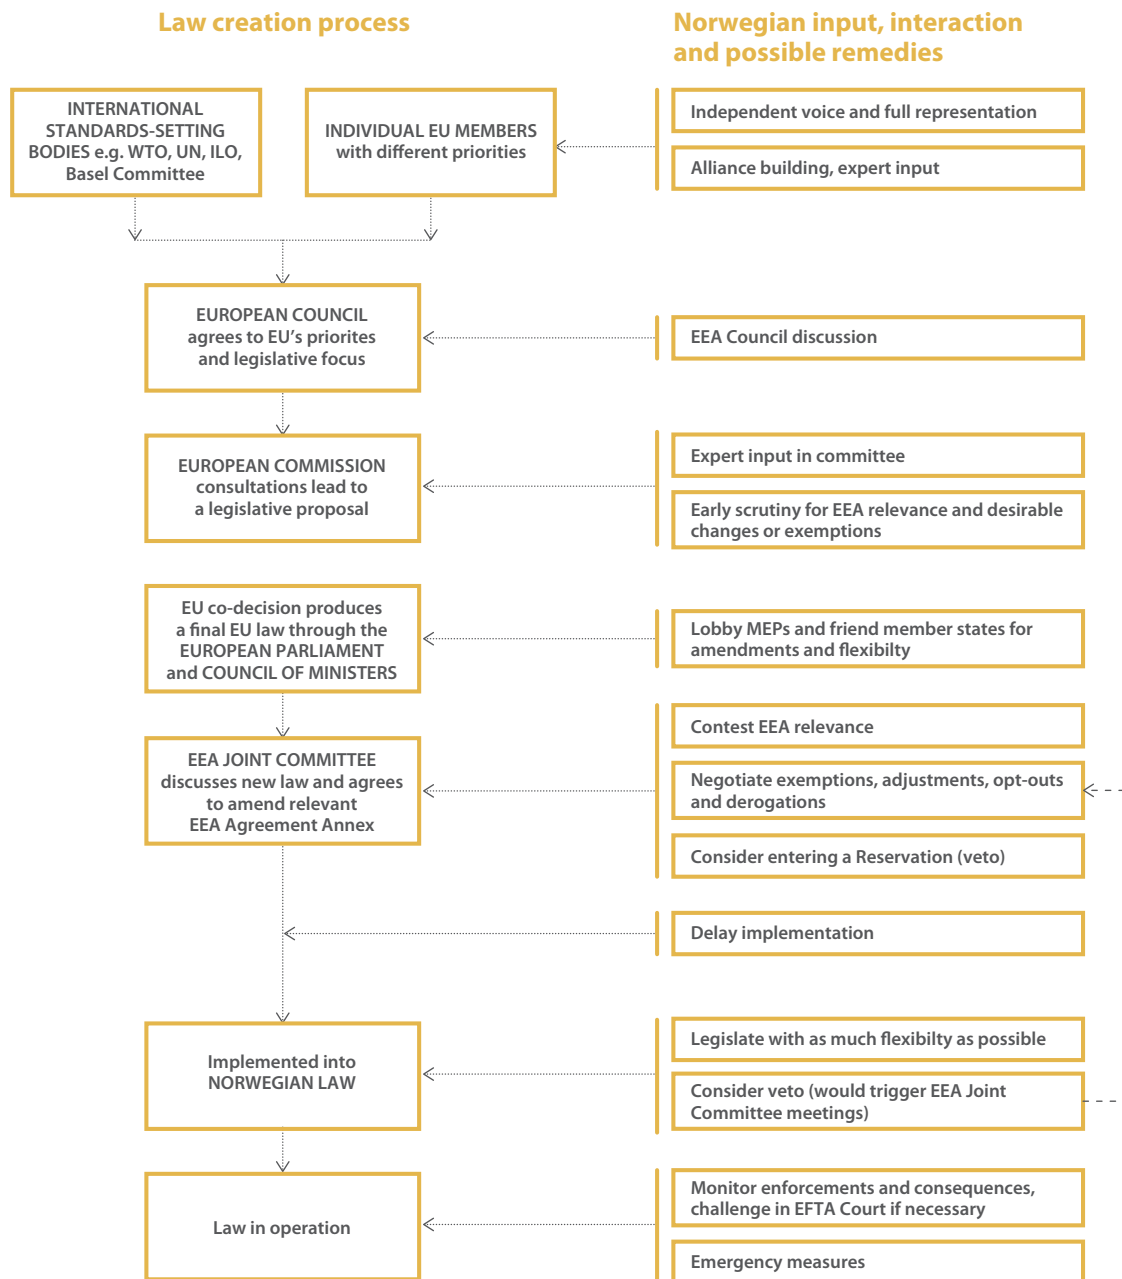 Law creation process
Norwegian input, interaction
and possible remedies
INTERNATIONAL
STANDARDS-SETTING
BODIES e.g. WTO, UN, ILO,
Basel Committee
INDIVIDUAL EU MEMBERS
with different priorities
Independent voice and full representation
Alliance building, expert input
EUROPEAN COUNCIL
agrees to EU’s priorites
and legislative focus
EEA Council discussion
EUROPEAN COMMISSION
consultations lead to
a legislative proposal
Expert input in committee
Early scrutiny for EEA relevance and desirable
changes or exemptions
EU co-decision produces
a final EU law through the
EUROPEAN PARLIAMENT
and COUNCIL OF MINISTERS
Lobby MEPs and friend member states for
amendments and flexibilty
EEA JOINT COMMITTEE
discusses new law and agrees
to amend relevant
EEA Agreement Annex
Contest EEA relevance
Negotiate exemptions, adjustments, opt-outs
and derogations
Consider entering a Reservation (veto)
Delay implementation
Implemented into
NORWEGIAN LAW
Legislate with as much flexibilty as possible
Consider veto (would trigger EEA Joint
Committee meetings)
Law in operation
Monitor enforcements and consequences,
challenge in EFTA Court if necessary
Emergency measures